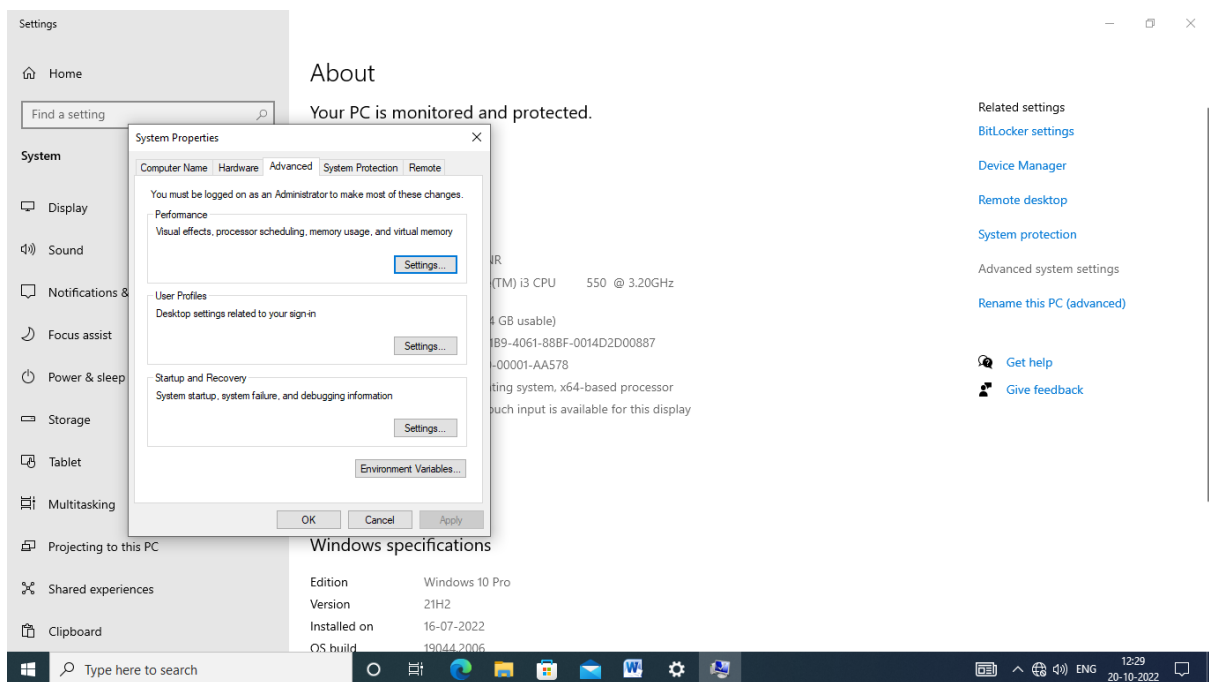 Settings
Home
Find a setting
System
Display
Sound
Notifications &
Focus assist
Power & sleep
Storage
Tablet
Multitasking
Projecting to this PC
Shared experiences
Clipboard
About
Your PC is monitored and protected.
System Properties
Computer Name Hardware Advanced System Protection Remote
You must be logged on as an Administrator to make most of these changes.
Performance
Visual effects, processor scheduling, memory usage, and virtual memory
Settings...
User Profiles
Desktop settings related to your sign-in
Settings...
Startup and Recovery
System startup, system failure, and debugging information
Settings...
Environment Variables...
OK Cancel Apply
(TM) i3 CPU 550 @ 3.20GHz
4 GB usable)
1B9-4061-88BF-0014D2D00887
-00001-AA578
ting system, x64-based processor
ouch input is available for this display
Windows specifications
Edition Windows 10 Pro
Version 21H2
Installed on 16-07-2022
OS build 19044.2006
Related settings
BitLocker settings
Device Manager
Remote desktop
System protection
Advanced system settings
Rename this PC (advanced)
Get help
Give feedback
Type here to search
ENG
12:29
20-10-2022